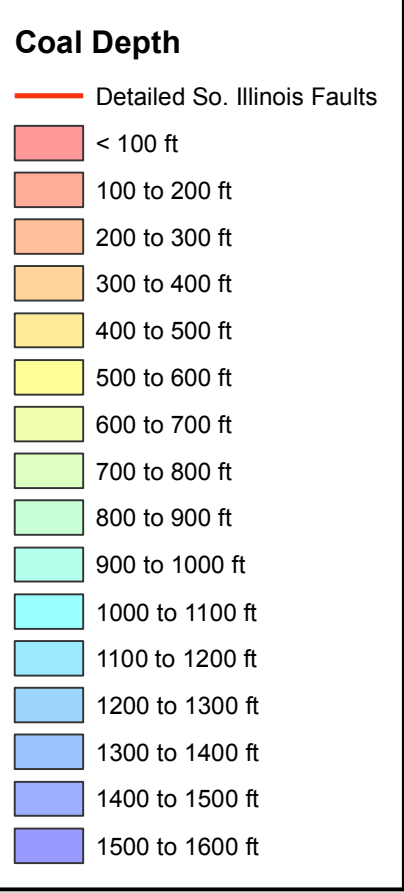 Coal Depth
Detailed So. Illinois Faults
< 100 ft
100 to 200 ft
200 to 300 ft
300 to 400 ft
400 to 500 ft
500 to 600 ft
600 to 700 ft
700 to 800 ft
800 to 900 ft
900 to 1000 ft
1000 to 1100 ft
1100 to 1200 ft
1200 to 1300 ft
1300 to 1400 ft
1400 to 1500 ft
1500 to 1600 ft